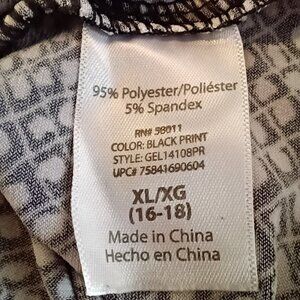 95% Polyester/Poliéster
5% Spandex
RN# 98011
COLOR: BLACK PRINT
STYLE: GEL14108PR
UPC# 75841690604
XL/XG
(16-18)
Made in China
Hecho en China